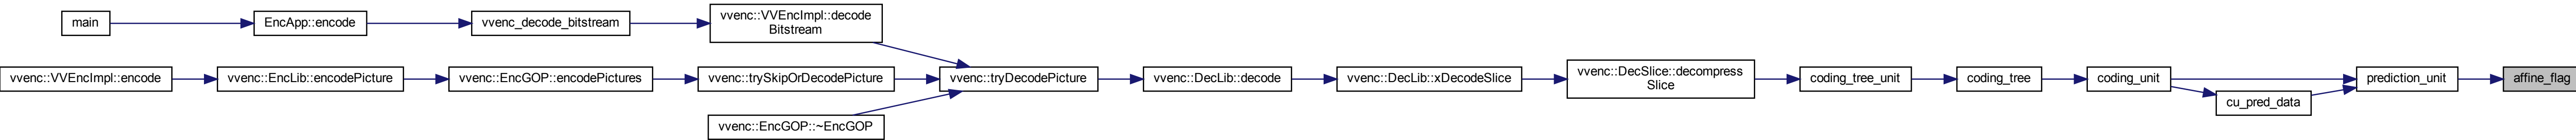 main
EncApp::encode
vvenc_decode_bitstream
vvenc::VVEncImpl::decode
Bitstream
vvenc::VVEncImpl::encode
vvenc::EncLib::encodePicture
vvenc::EncGOP::encodePictures
vvenc::trySkipOrDecodePicture
vvenc::tryDecodePicture
vvenc::DecLib::decode
vvenc::DecLib::xDecodeSlice
vvenc::DecSlice::decompress
Slice
coding_tree_unit
coding_tree
coding_unit
prediction_unit
affine_flag
cu_pred_data
vvenc::EncGOP::~EncGOP